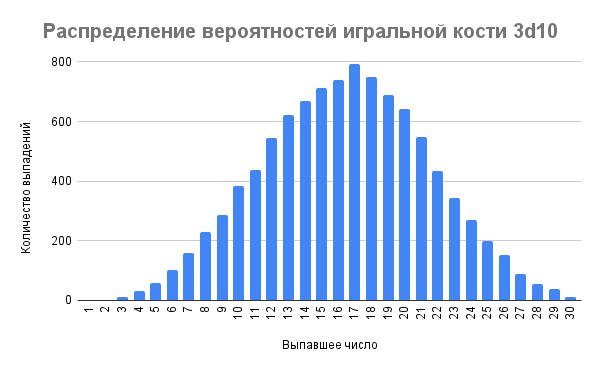 Распределение вероятностей игральной кости 3d10
Количество выпадений
800
600
400
200
0
1 2 3 4 5 6 7 8 9 10 11 12 13 14 15 16 17 18 19 20 21 22 23 24 25 26 27 28 29 30
Выпавшее число